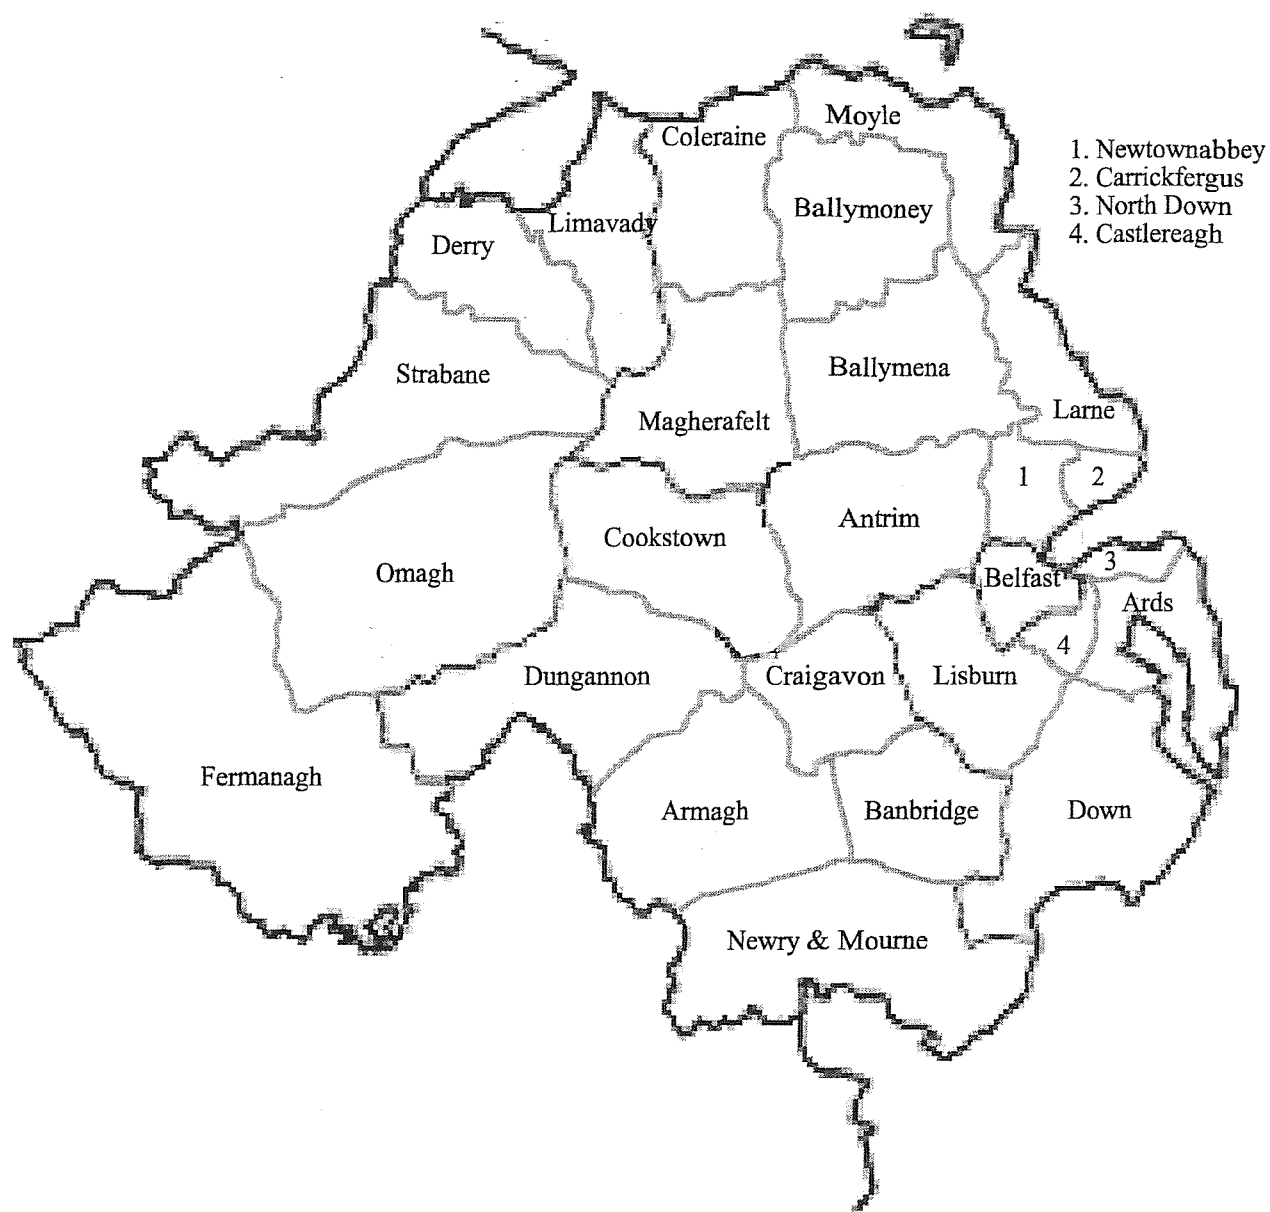 Moyle
Coleraine
1. Newtownabbey
2. Carrickfergus
3. North Down
4. Castlereagh
Ballymoney
Limavady
Derry
Strabane
Ballymena
Magherafelt
Larne
1
2
Antrim
Cookstown
Omagh
Belfast
3
Ards
4
Dungannon
Craigavon
Lisburn
Fermanagh
Armagh
Banbridge
Down
Newry & Mourne